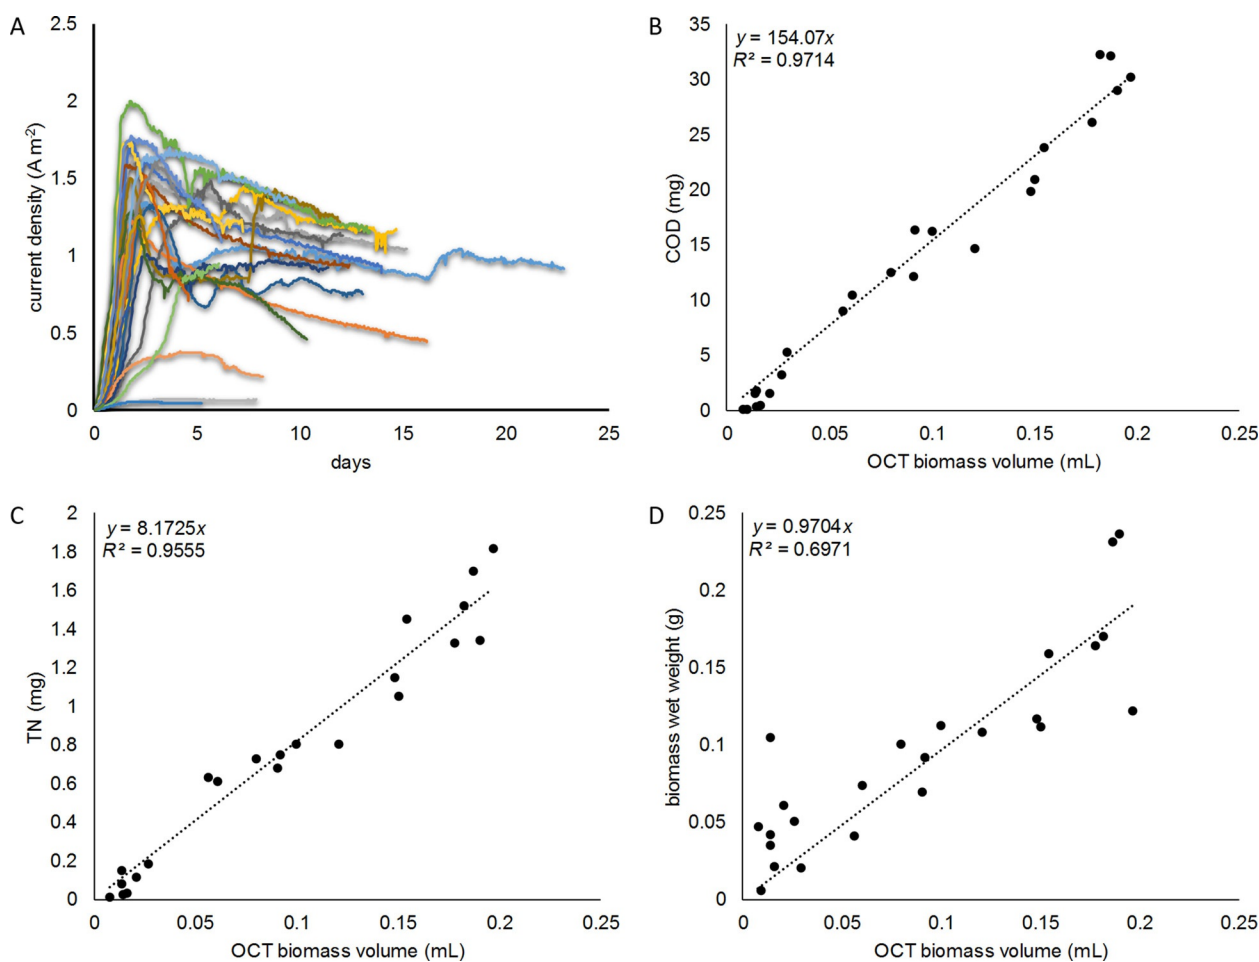 A
2.5
2
1.5
1
0.5
0
current density (A m⁻²)
0 5 10 15 20 25
days
B
y = 154.07x
R² = 0.9714
35
30
25
20
15
10
5
0
COD (mg)
0 0.05 0.1 0.15 0.2 0.25
OCT biomass volume (mL)
C
y = 8.1725x
R² = 0.9555
2
1.8
1.6
1.4
1.2
1
0.8
0.6
0.4
0.2
0
TN (mg)
0 0.05 0.1 0.15 0.2 0.25
OCT biomass volume (mL)
D
y = 0.9704x
R² = 0.6971
0.25
0.2
0.15
0.1
0.05
0
biomass wet weight (g)
0 0.05 0.1 0.15 0.2 0.25
OCT biomass volume (mL)